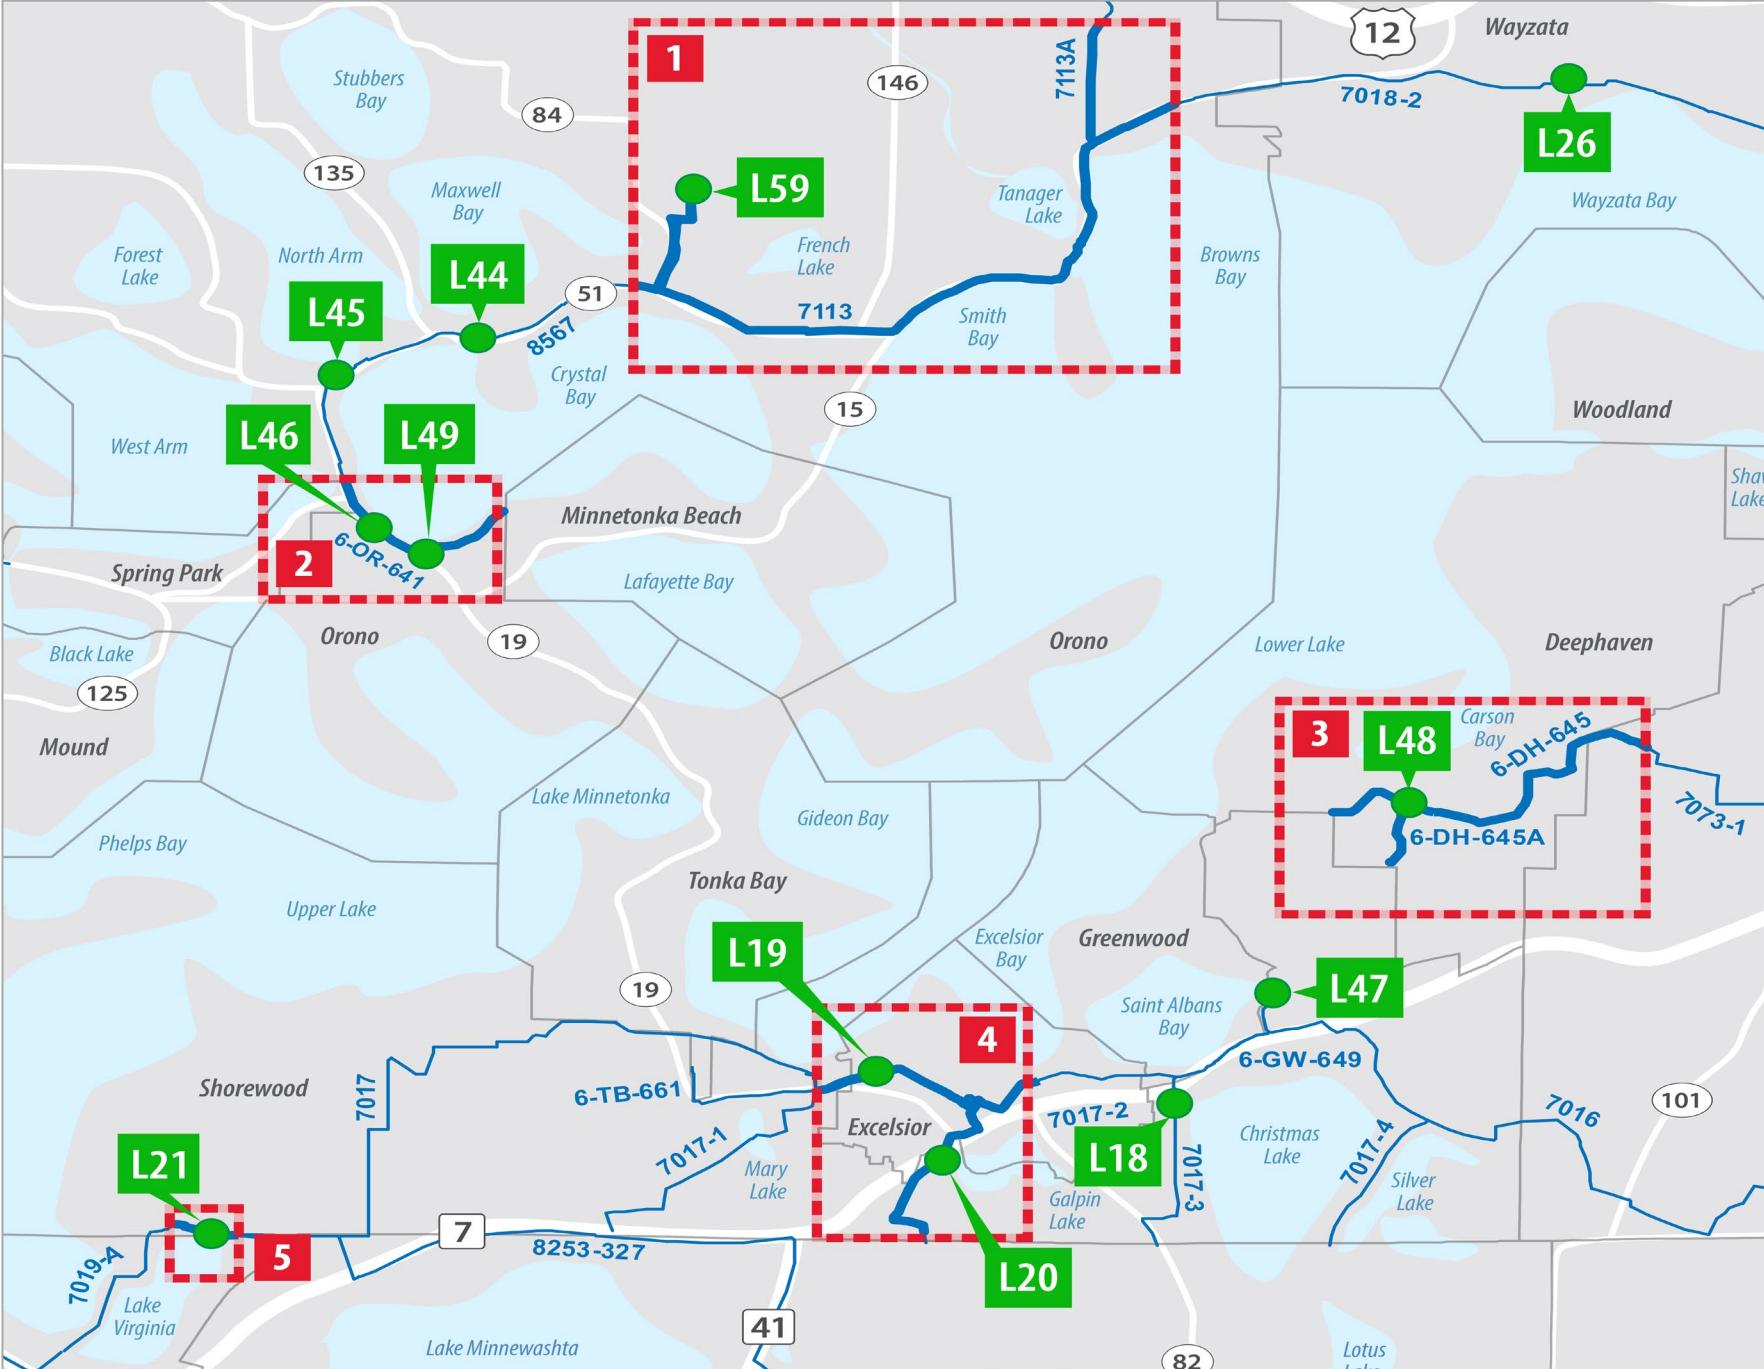 12
Wayzata
1
7113A
Stubbers
Bay
146
7018-2
84
L26
135
L59
Maxwell
Bay
Tanager
Lake
Wayzata Bay
Forest
Lake
North Arm
French
Lake
Browns
Bay
L44
51
L45
7113
Smith
Bay
8567
Crystal
Bay
15
Woodland
L46
L49
West Arm
Minnetonka Beach
2
6-OR-641
Spring Park
Lafayette Bay
Orono
19
Orono
Lower Lake
Deephaven
Black Lake
125
Mound
3
L48
Carson
Bay
6-DH-645
Lake Minnetonka
Gideon Bay
7073-1
6-DH-645A
Phelps Bay
Tonka Bay
Upper Lake
L19
Excelsior
Bay
Greenwood
19
L47
Saint Albans
Bay
4
6-GW-649
Shorewood
7017
6-TB-661
7017-2
101
7016
Excelsior
Christmas
Lake
7017-1
L18
7017-3
7017-4
L21
Mary
Lake
Silver
Lake
Galpin
Lake
7
8253-327
5
L20
7019-A
Lake
Virginia
41
Lake Minnewashta
82
Lotus